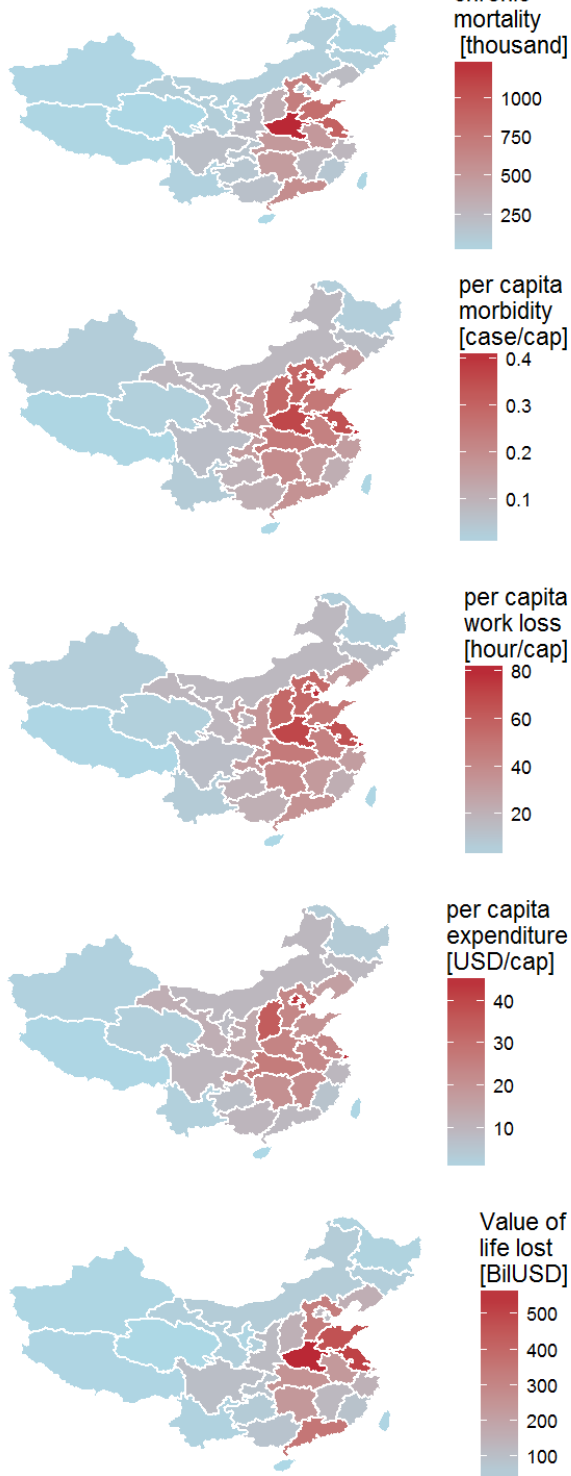 mortality
[thousand]
1000
750
500
250
per capita
morbidity
[case/cap]
0.4
0.3
0.2
0.1
per capita
work loss
[hour/cap]
80
60
40
20
per capita
expenditure
[USD/cap]
40
30
20
10
Value of
life lost
[BilUSD]
500
400
300
200
100